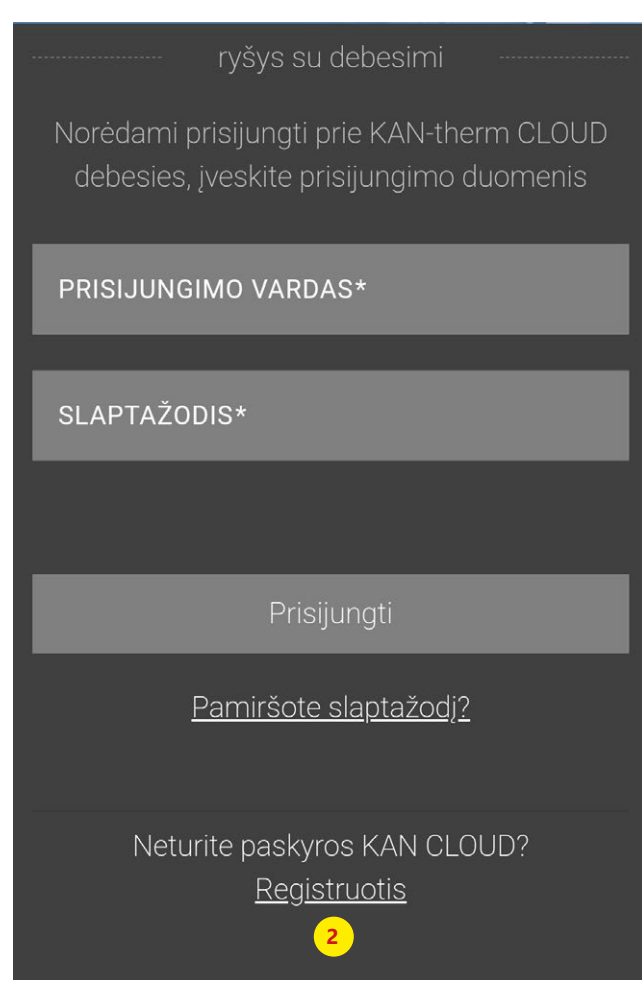 ryšys su debesimi
Norėdami prisijungti prie KAN-therm CLOUD
debesies, įveskite prisijungimo duomenis
PRISIJUNGIMO VARDAS*
SLAPTAŽODIS*
Prisijungti
Pamiršote slaptažodį?
Neturite paskyros KAN CLOUD?
Registruotis
2